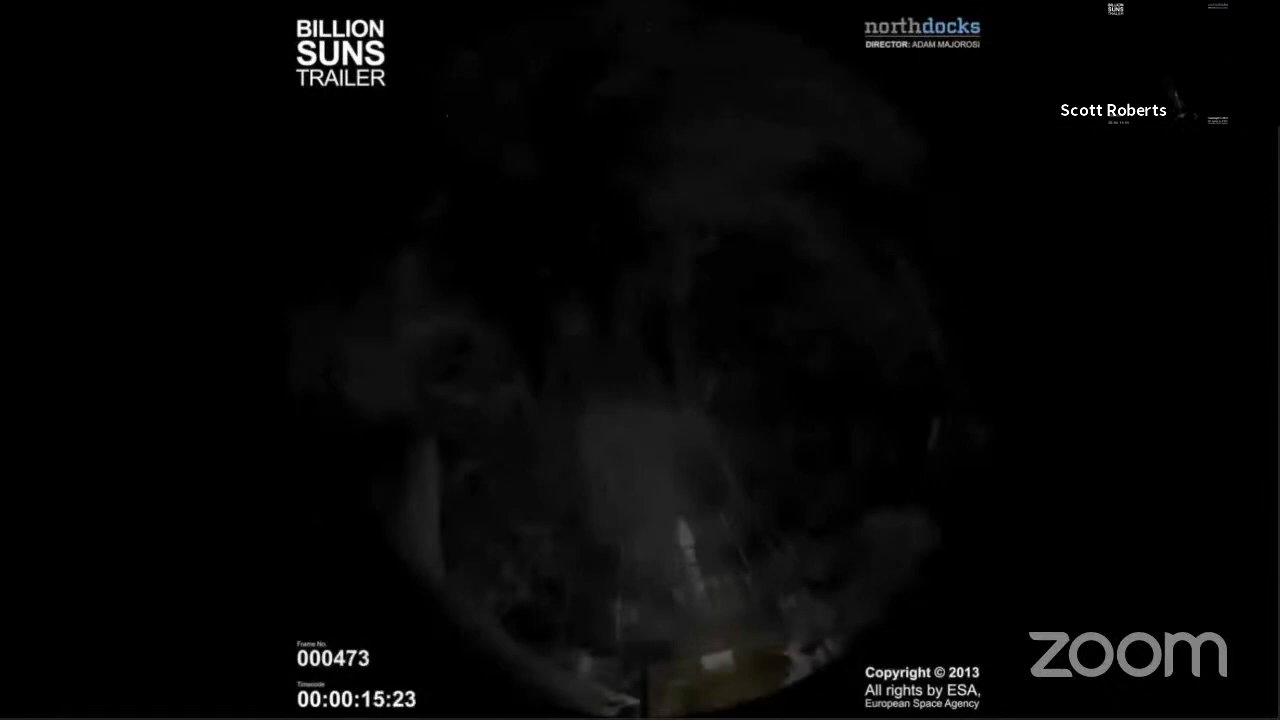 BILLION
SUNS
TRAILER
northdocks
DIRECTOR: ADAM MAJOROSI
Scott Roberts
Frame No.
000473
Timecode
00:00:15:23
Copyright © 2013
All rights by ESA,
European Space Agency
zoom